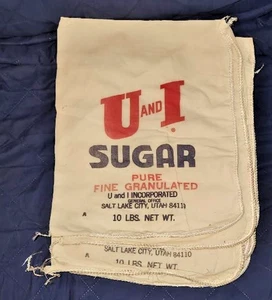 U AND I
®
SUGAR
PURE
FINE GRANULATED
U and I INCORPORATED
GENERAL OFFICE
SALT LAKE CITY, UTAH 84110
A 10 LBS. NET WT.
SALT LAKE CITY, UTAH 84110
A 10 LBS. NET WT.